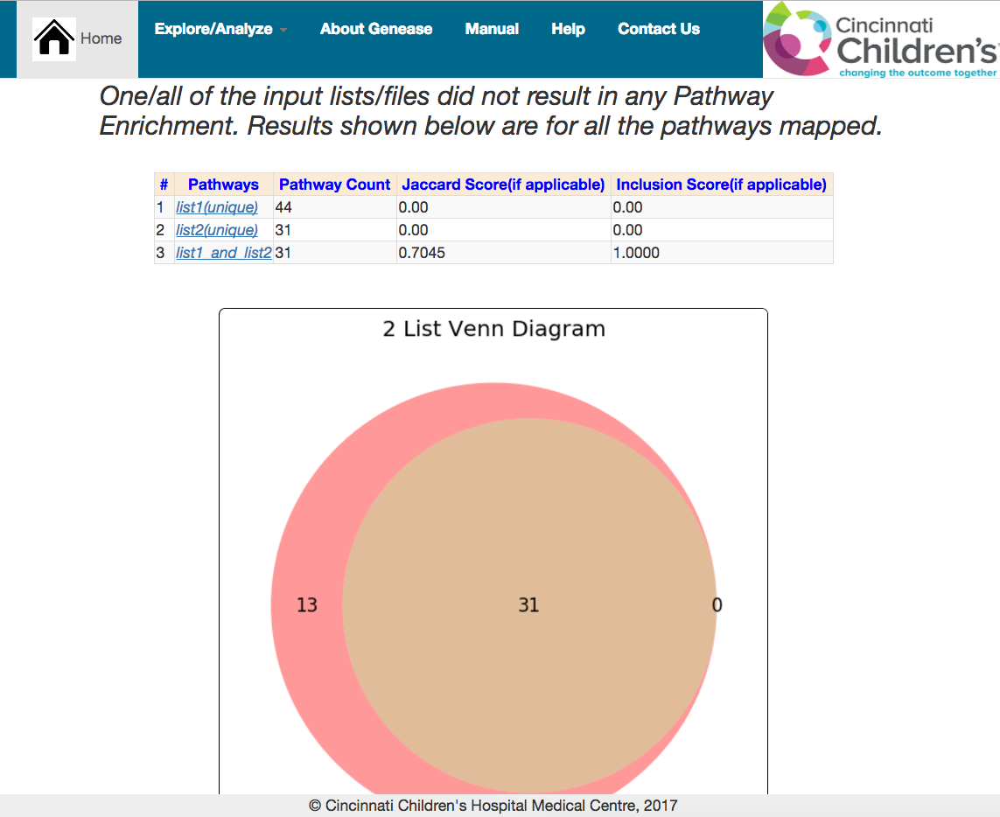 Home Explore/Analyze About Genease Manual Help Contact Us
Cincinnati
Children's
changing the outcome together
One/all of the input lists/files did not result in any Pathway
Enrichment. Results shown below are for all the pathways mapped.
# Pathways Pathway Count Jaccard Score(if applicable) Inclusion Score(if applicable)
1 list1(unique) 44 0.00 0.00
2 list2(unique) 31 0.00 0.00
3 list1_and_list2 31 0.7045 1.0000
2 List Venn Diagram
13 31 0
© Cincinnati Children's Hospital Medical Centre, 2017